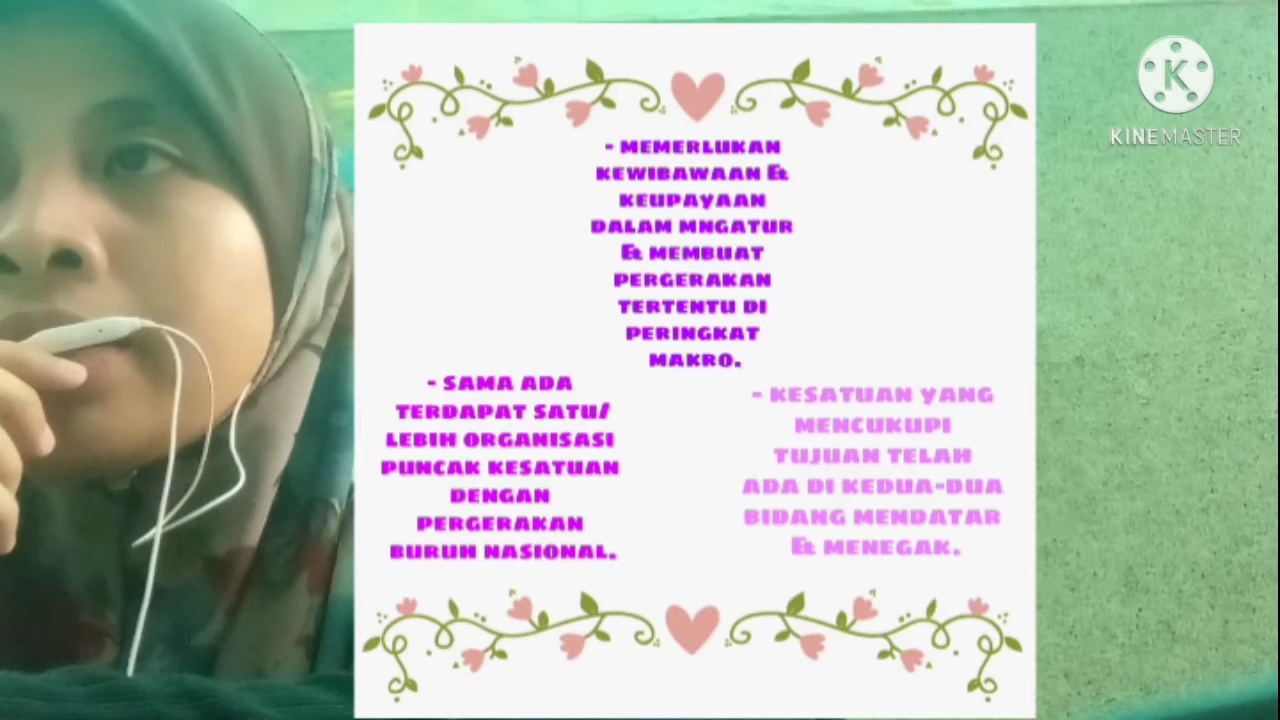 - MEMERLUKAN
KEWIBAWAAN &
KEUPAYAAN
DALAM MNGATUR
& MEMBUAT
PERGERAKAN
TERTENTU DI
PERINGKAT
MAKRO.
- SAMA ADA
TERDAPAT SATU/
LEBIH ORGANISASI
PUNCAK KESATUAN
DENGAN
PERGERAKAN
BURUH NASIONAL.
- KESATUAN YANG
MENCUKUPI
TUJUAN TELAH
ADA DI KEDUA-DUA
BIDANG MENDATAR
& MENEGAK.
K
KINEMASTER